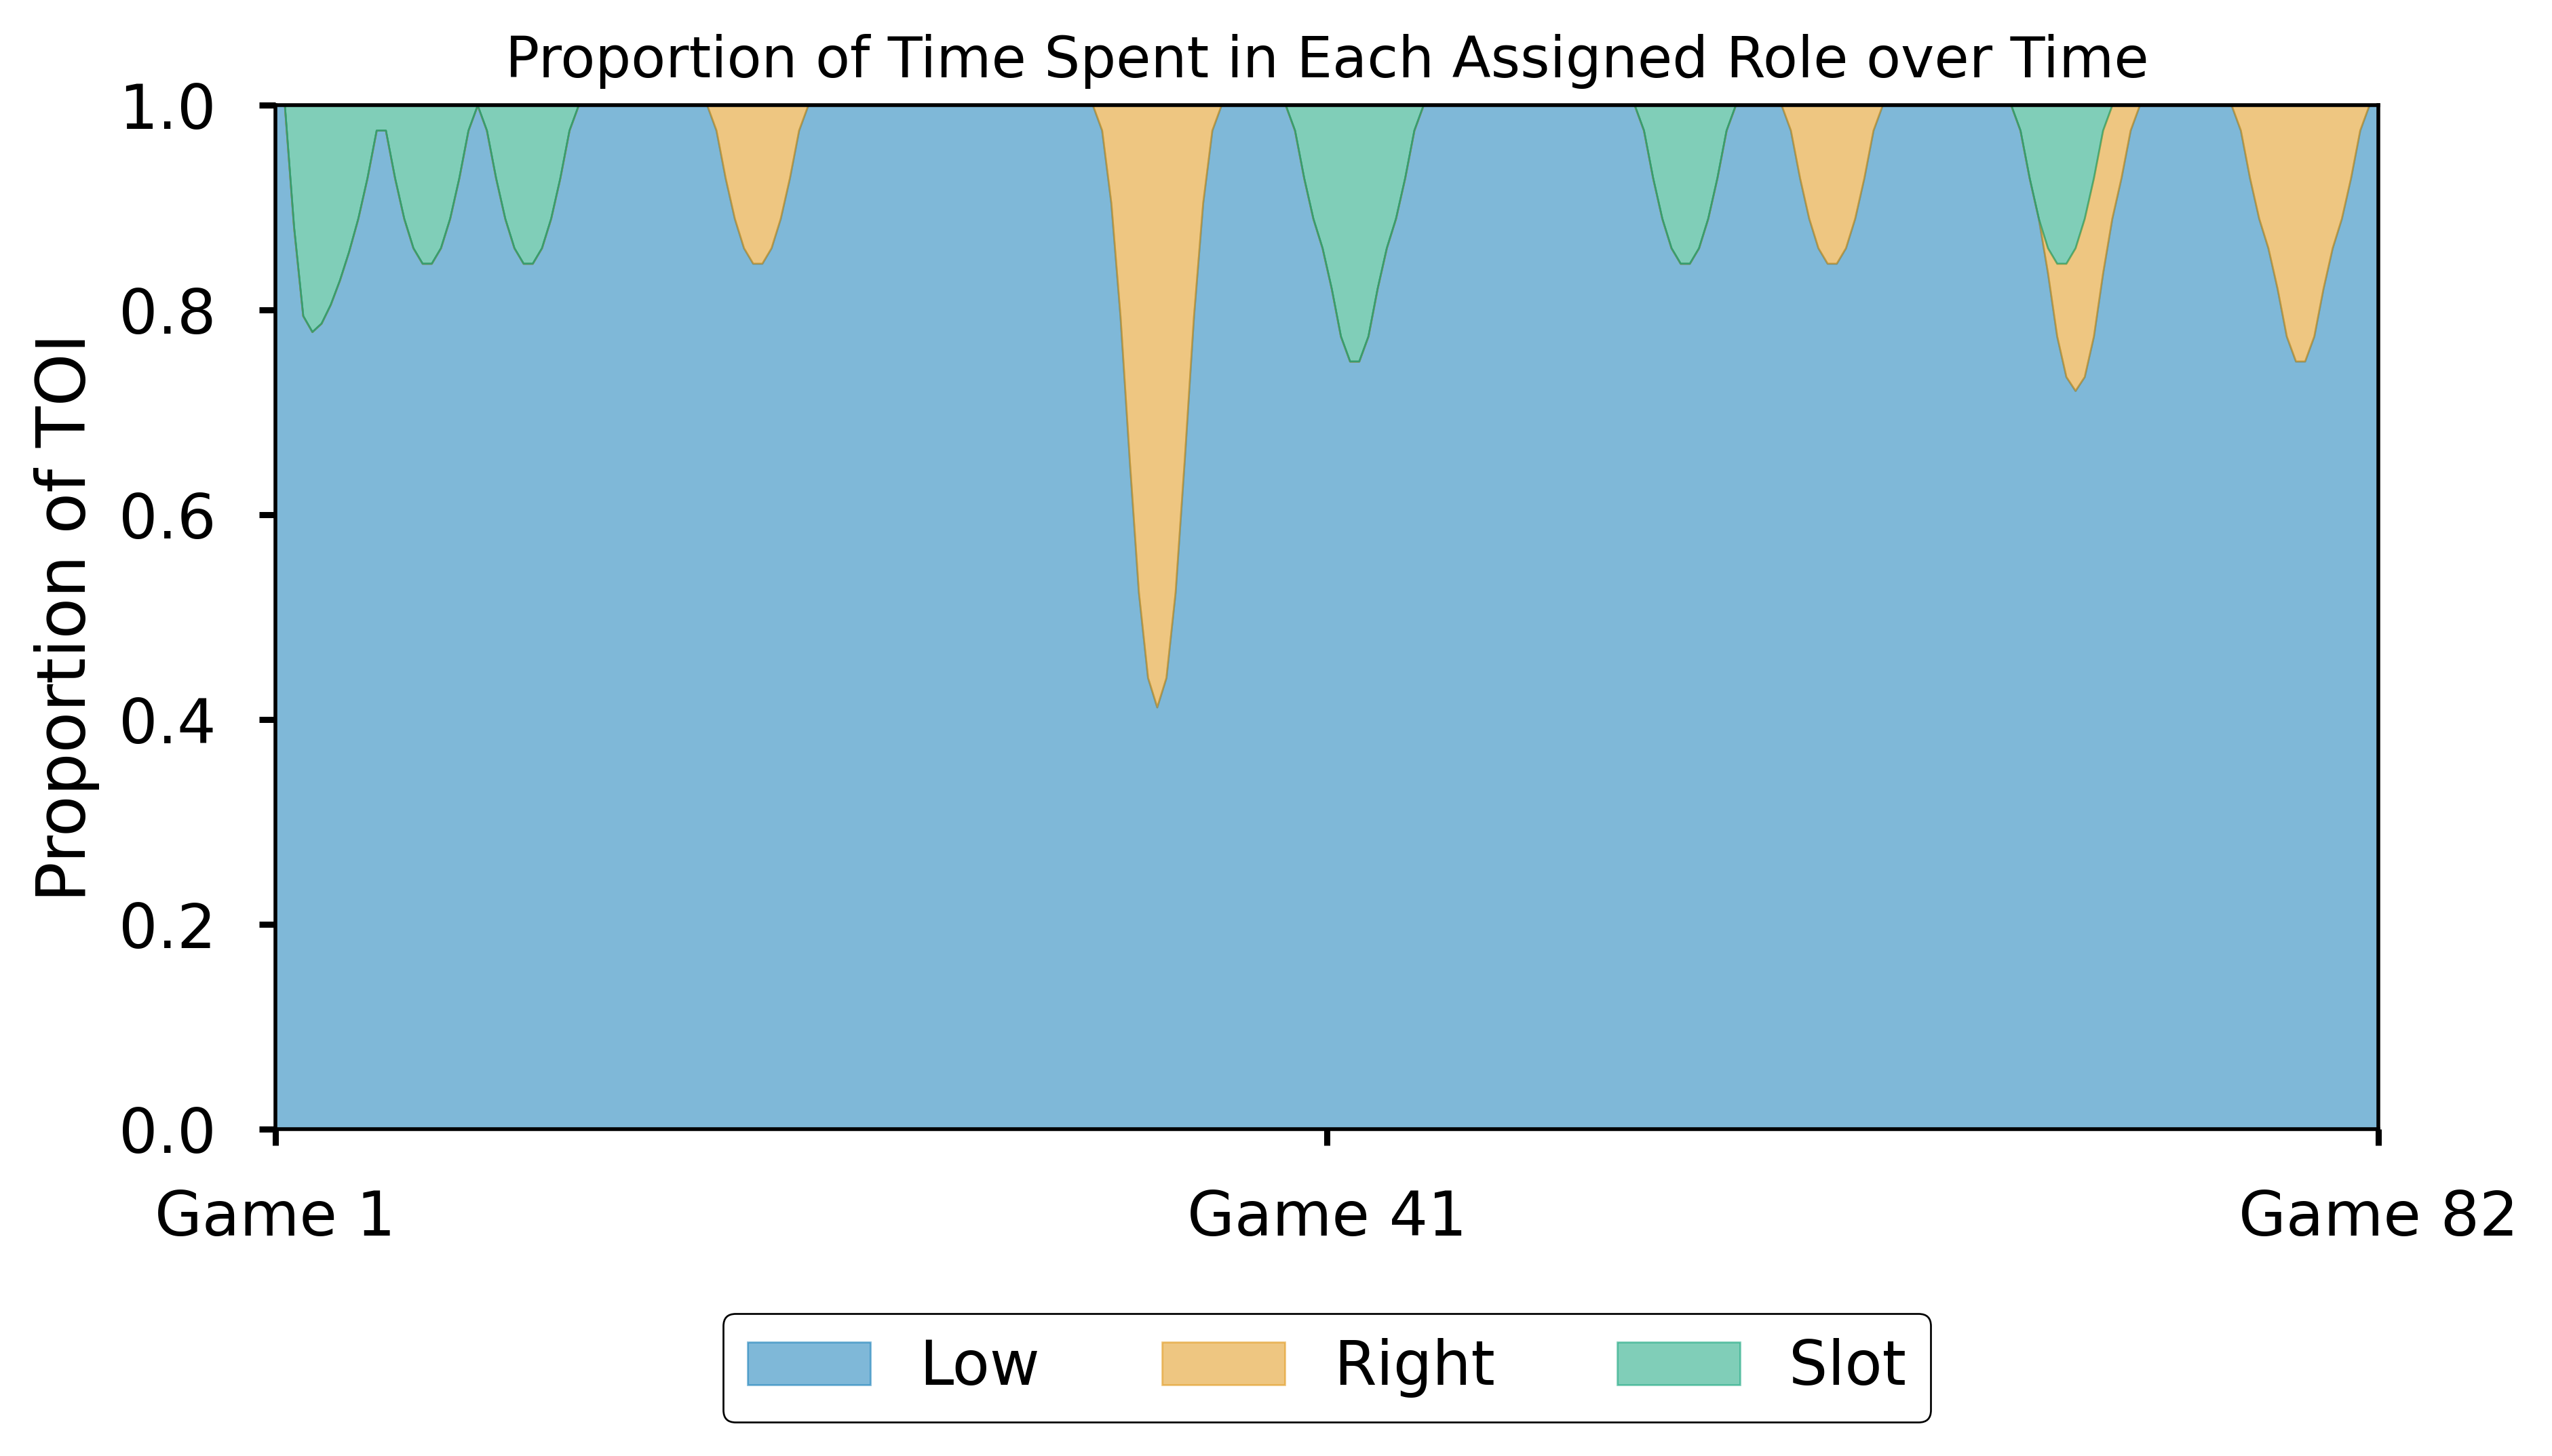 Proportion of Time Spent in Each Assigned Role over Time
Proportion of TOI
1.0
0.8
0.6
0.4
0.2
0.0
Game 1
Game 41
Game 82
Low
Right
Slot